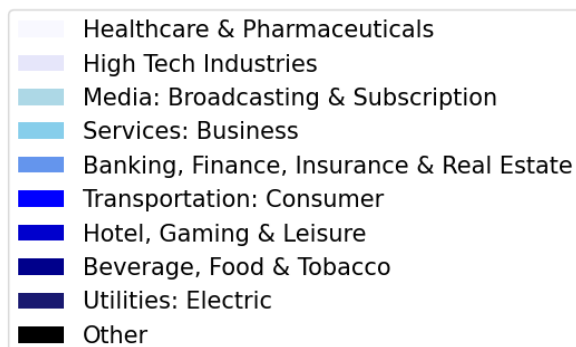 Healthcare & Pharmaceuticals
High Tech Industries
Media: Broadcasting & Subscription
Services: Business
Banking, Finance, Insurance & Real Estate
Transportation: Consumer
Hotel, Gaming & Leisure
Beverage, Food & Tobacco
Utilities: Electric
Other